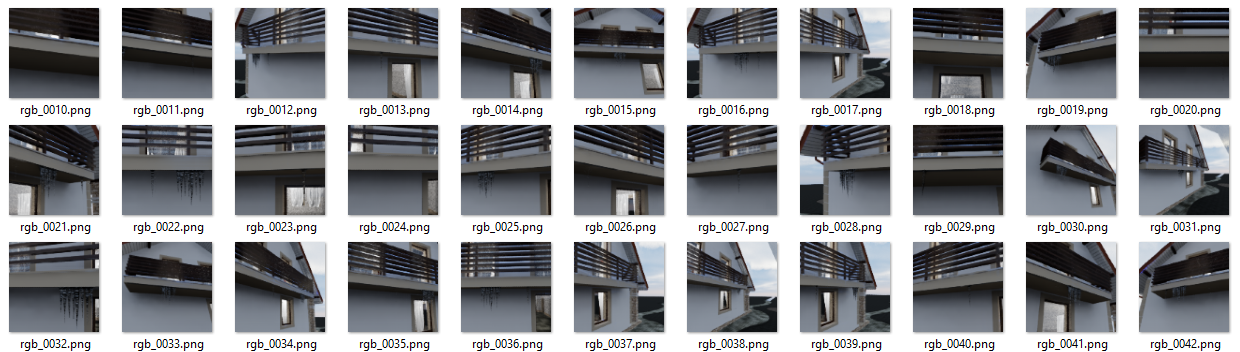 rgb_0010.png rgb_0011.png rgb_0012.png rgb_0013.png rgb_0014.png rgb_0015.png rgb_0016.png rgb_0017.png rgb_0018.png rgb_0019.png rgb_0020.png
rgb_0021.png rgb_0022.png rgb_0023.png rgb_0024.png rgb_0025.png rgb_0026.png rgb_0027.png rgb_0028.png rgb_0029.png rgb_0030.png rgb_0031.png
rgb_0032.png rgb_0033.png rgb_0034.png rgb_0035.png rgb_0036.png rgb_0037.png rgb_0038.png rgb_0039.png rgb_0040.png rgb_0041.png rgb_0042.png